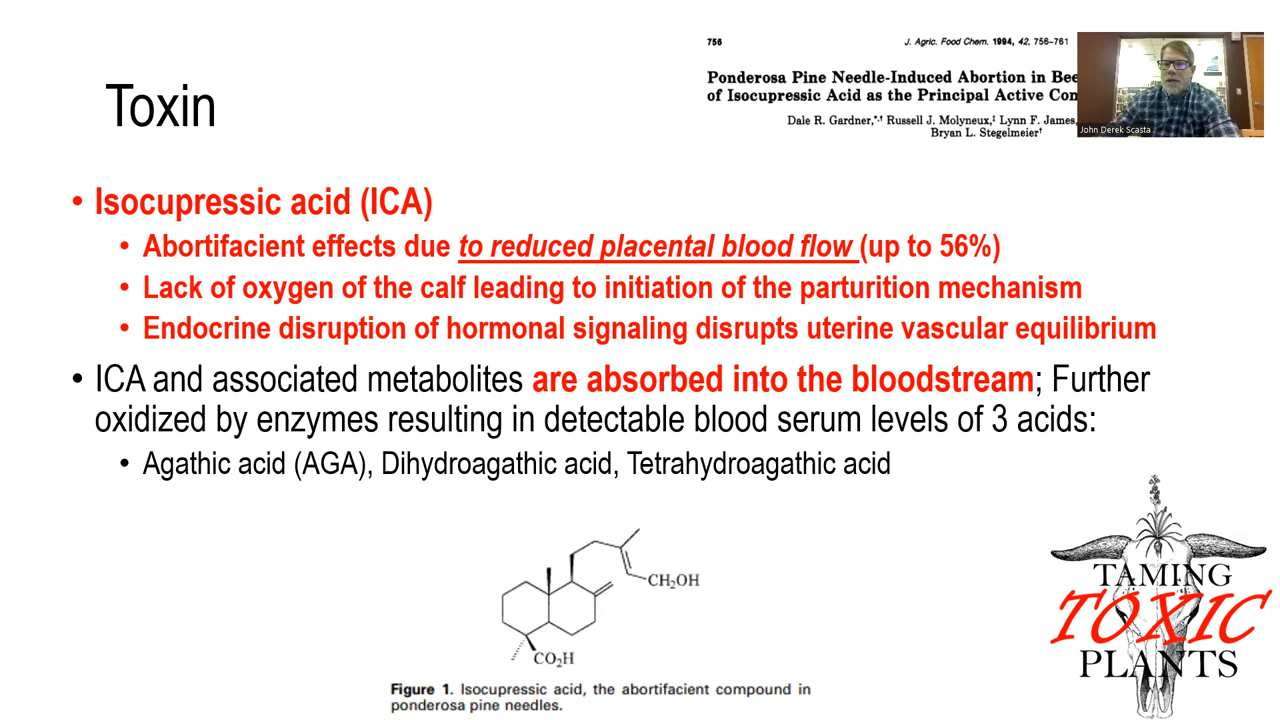 756
J. Agric. Food Chem. 1994, 42, 756–761
Toxin
Ponderosa Pine Needle-Induced Abortion in
of Isocupressic Acid as the Principal Active
Dale R. Gardner,*,† Russell J. Molyneux,‡ Lynn F. James,
Bryan L. Stegelmeier†
John Derek Scasta
• Isocupressic acid (ICA)
• Abortifacient effects due to reduced placental blood flow (up to 56%)
• Lack of oxygen of the calf leading to initiation of the parturition mechanism
• Endocrine disruption of hormonal signaling disrupts uterine vascular equilibrium
• ICA and associated metabolites are absorbed into the bloodstream; Further
oxidized by enzymes resulting in detectable blood serum levels of 3 acids:
• Agathic acid (AGA), Dihydroagathic acid, Tetrahydroagathic acid
CH₂OH
CO₂H
Figure 1. Isocupressic acid, the abortifacient compound in
ponderosa pine needles.
TAMING
TOXIC
PLANTS